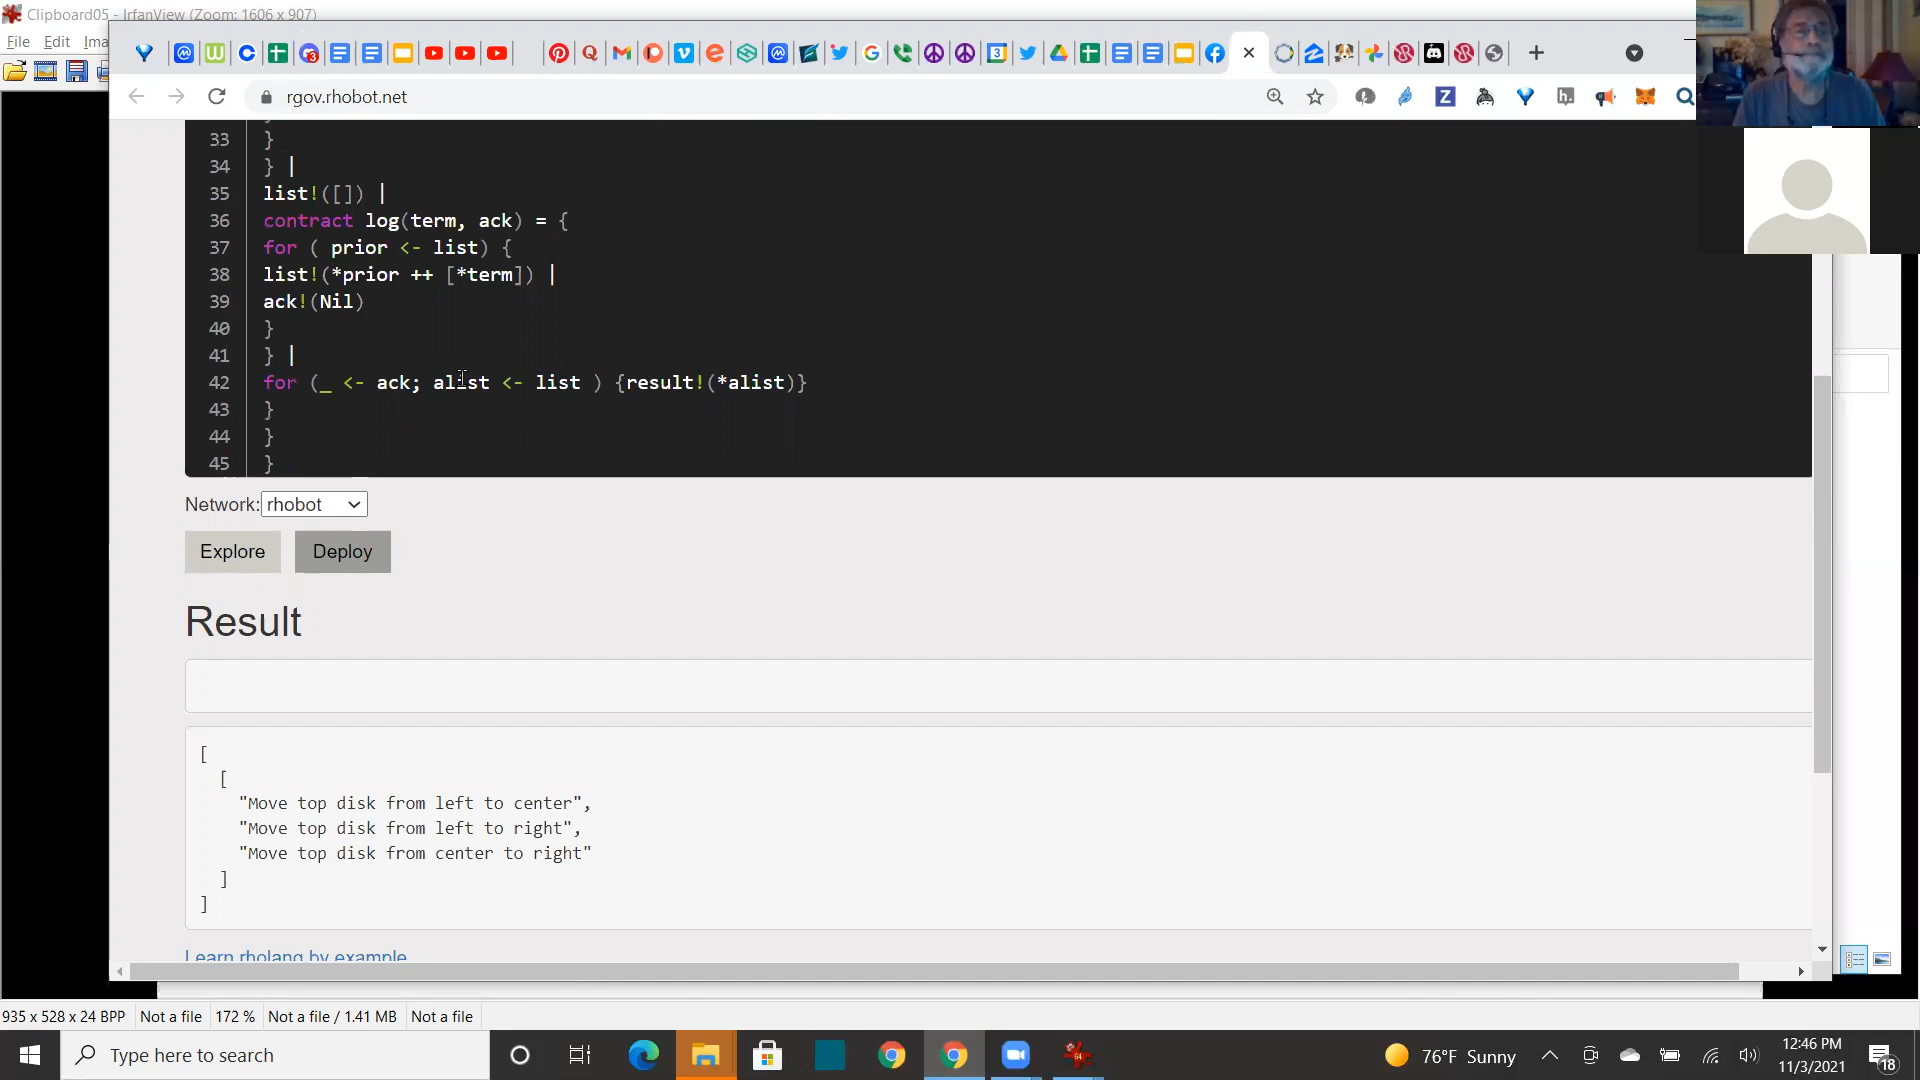 Clipboard05 - IrfanView (Zoom: 1606 x 907)
File Edit Ima
rgov.rhobot.net
33 }
34 } |
35 list!([]) |
36 contract log(term, ack) = {
37 for ( prior <- list) {
38 list!(*prior ++ [*term]) |
39 ack!(Nil)
40 }
41 } |
42 for (_ <- ack; alist <- list ) {result!(*alist)}
43 }
44 }
45 }
Network: rhobot
Explore Deploy
Result
[
[
"Move top disk from left to center",
"Move top disk from left to right",
"Move top disk from center to right"
]
]
Learn rholang by example
935 x 528 x 24 BPP Not a file 172 % Not a file / 1.41 MB Not a file
Type here to search
76°F Sunny
12:46 PM
11/3/2021
18